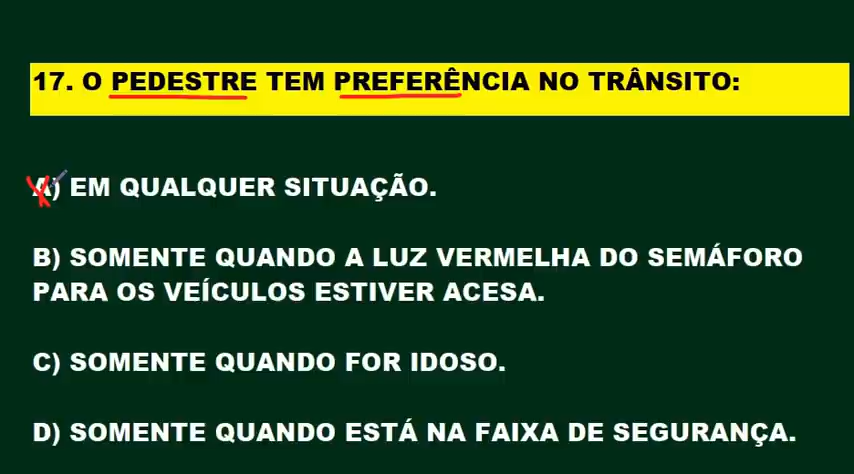 17. O PEDESTRE TEM PREFERÊNCIA NO TRÂNSITO:
A) EM QUALQUER SITUAÇÃO.
B) SOMENTE QUANDO A LUZ VERMELHA DO SEMÁFORO
PARA OS VEÍCULOS ESTIVER ACESA.
C) SOMENTE QUANDO FOR IDOSO.
D) SOMENTE QUANDO ESTÁ NA FAIXA DE SEGURANÇA.